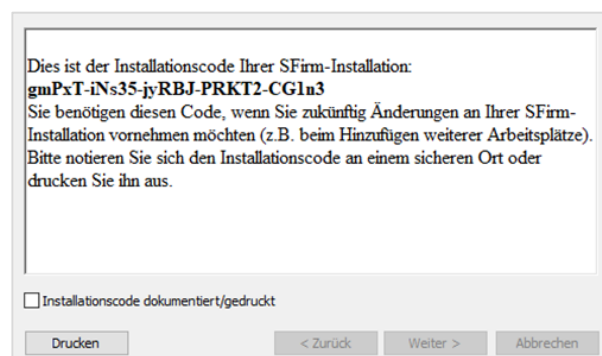 Dies ist der Installationscode Ihrer SFirm-Installation:
gmPxT-iNs35-jyRBJ-PRKT2-CG1n3
Sie benötigen diesen Code, wenn Sie zukünftig Änderungen an Ihrer SFirm-
Installation vornehmen möchten (z.B. beim Hinzufügen weiterer Arbeitsplätze).
Bitte notieren Sie sich den Installationscode an einem sicheren Ort oder
drucken Sie ihn aus.
Installationscode dokumentiert/gedruckt
Drucken
< Zurück
Weiter >
Abbrechen